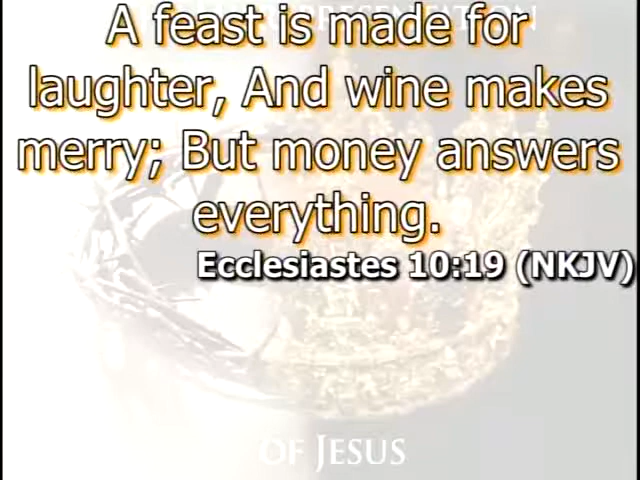 PRESENTATION
A feast is made for
laughter, And wine makes
merry; But money answers
everything.
Ecclesiastes 10:19 (NKJV)
OF JESUS